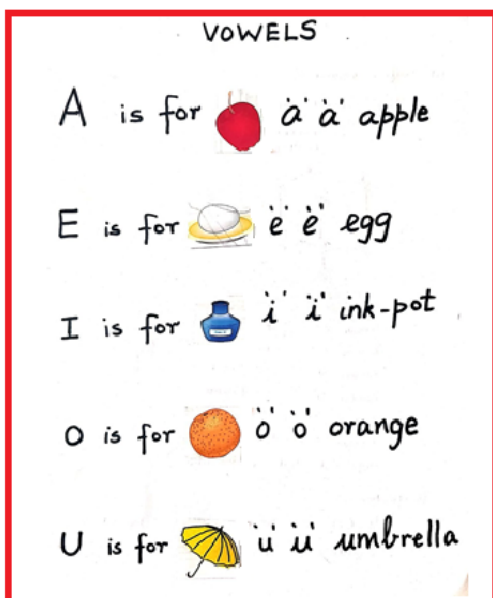 VOWELS
A is for 'a' 'a' apple
E is for 'e' 'e' egg
I is for 'i' 'i' ink-pot
O is for 'o' 'o' orange
U is for 'u' 'u' umbrella